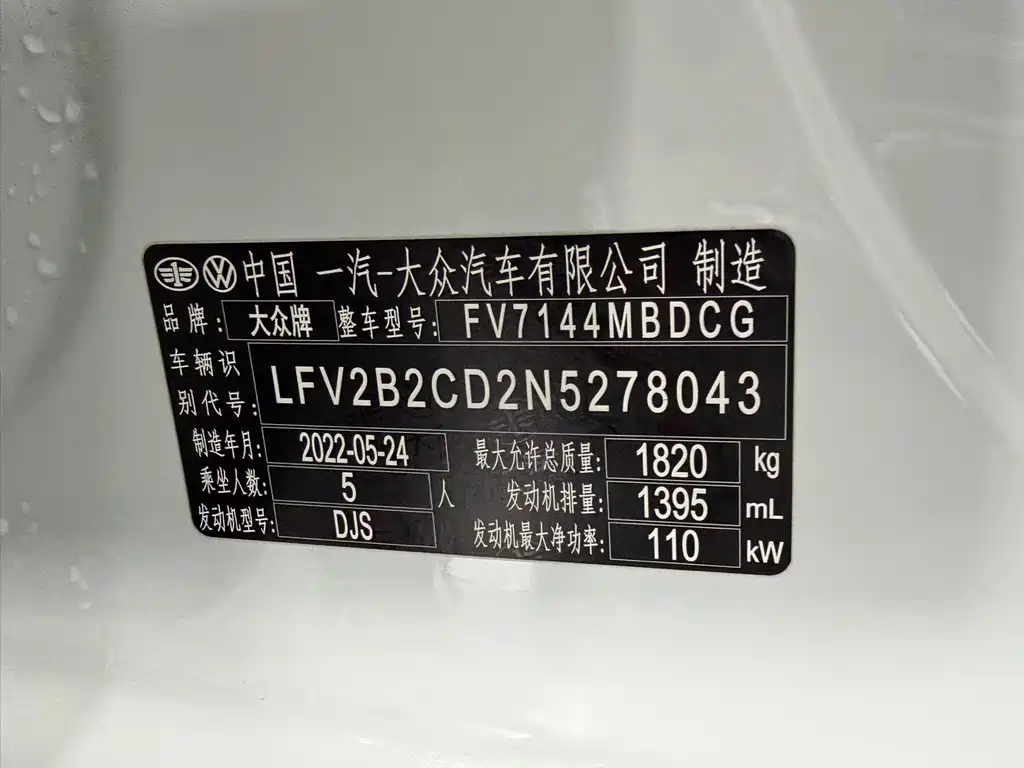 中国 一汽-大众汽车有限公司 制造
品牌: 大众牌 整车型号: FV7144MBDCG
车辆识
别代号: LFV2B2CD2N5278043
制造年月: 2022-05-24 最大允许总质量: 1820 kg
乘坐人数: 5 人 发动机排量: 1395 mL
发动机型号: DJS 发动机最大净功率: 110 kW